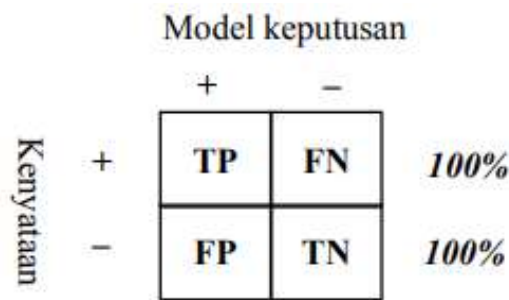 Model keputusan
+ –
Kenyataan
+ TP FN 100%
– FP TN 100%